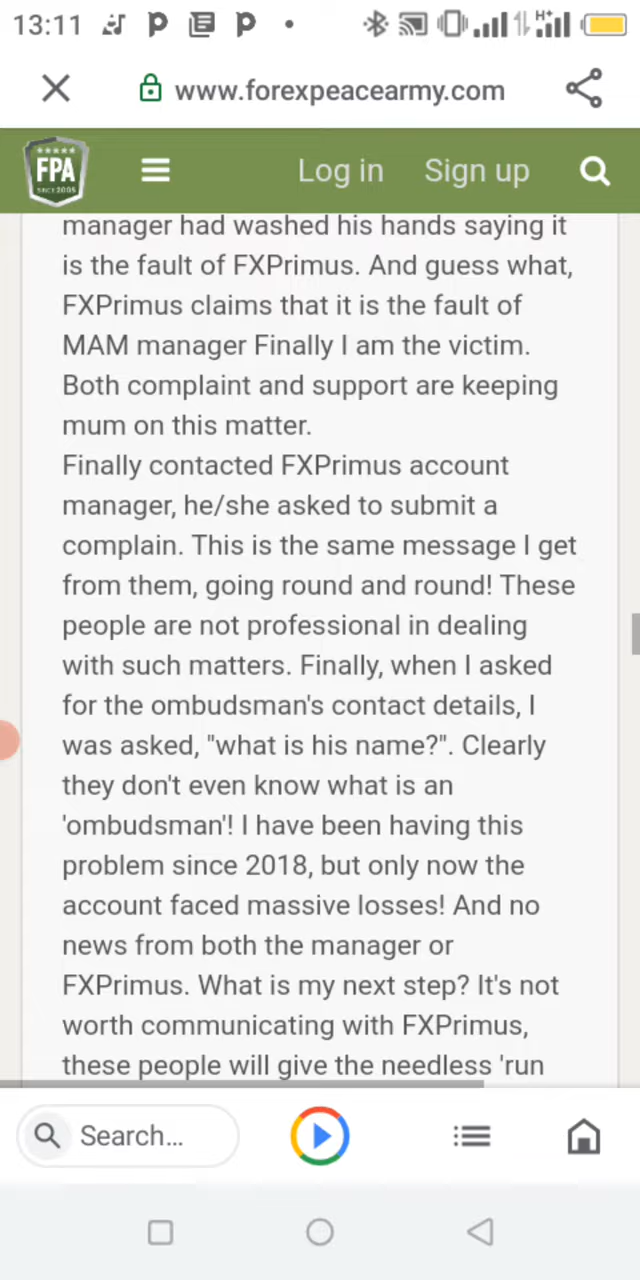 13:11
H+
www.forexpeacearmy.com
FPA
SINCE 2005
Log in
Sign up
manager had washed his hands saying it
is the fault of FXPrimus. And guess what,
FXPrimus claims that it is the fault of
MAM manager Finally I am the victim.
Both complaint and support are keeping
mum on this matter.
Finally contacted FXPrimus account
manager, he/she asked to submit a
complain. This is the same message I get
from them, going round and round! These
people are not professional in dealing
with such matters. Finally, when I asked
for the ombudsman's contact details, I
was asked, "what is his name?". Clearly
they don't even know what is an
'ombudsman'! I have been having this
problem since 2018, but only now the
account faced massive losses! And no
news from both the manager or
FXPrimus. What is my next step? It's not
worth communicating with FXPrimus,
these people will give the needless 'run
Search...